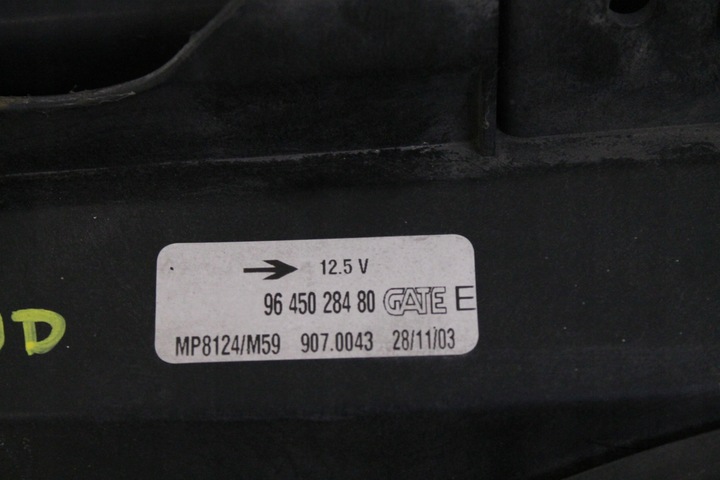 → 12.5 V
96 450 284 80 GATE E
MP8124/M59 907.0043 28/11/03